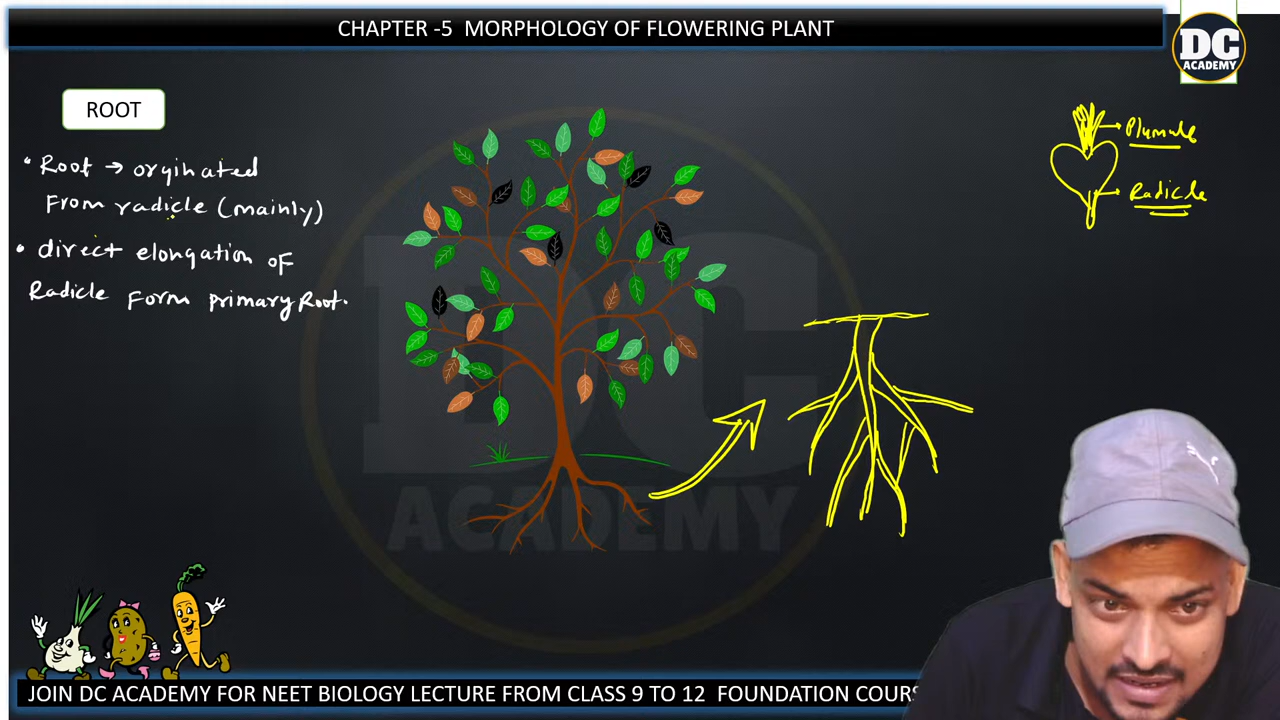 CHAPTER -5 MORPHOLOGY OF FLOWERING PLANT
DC
ACADEMY
ROOT
• Root → orginated
From radicle (mainly)
• direct elongation of
Radicle Form primary Root.
Plumule
Radicle
DC
ACADEMY
JOIN DC ACADEMY FOR NEET BIOLOGY LECTURE FROM CLASS 9 TO 12 FOUNDATION COURS